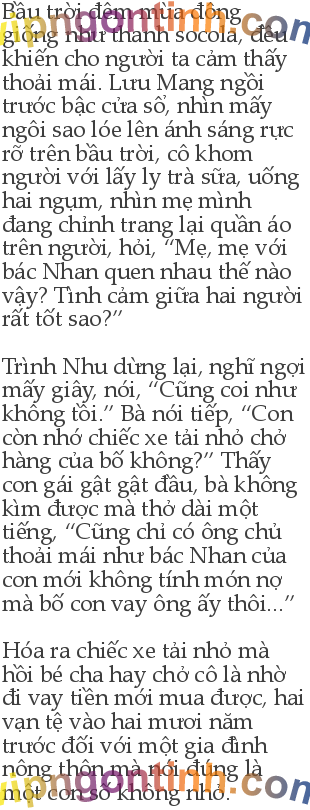 Bầu trời đêm mùa đông
giống như thanh socola, đều
khiến cho người ta cảm thấy
thoải mái. Lưu Mang ngồi
trước bậc cửa sổ, nhìn mấy
ngôi sao lóe lên ánh sáng rực
rỡ trên bầu trời, cô khom
người với lấy ly trà sữa, uống
hai ngụm, nhìn mẹ mình
đang chỉnh trang lại quần áo
trên người, hỏi, “Mẹ, mẹ với
bác Nhan quen nhau thế nào
vậy? Tình cảm giữa hai người
rất tốt sao?”
Trình Nhu dừng lại, nghĩ ngợi
mấy giây, nói, “Cũng coi như
không tồi.” Bà nói tiếp, “Con
còn nhớ chiếc xe tải nhỏ chở
hàng của bố không?” Thấy
con gái gật gật đầu, bà không
kìm được mà thở dài một
tiếng, “Cũng chỉ có ông chủ
thoải mái như bác Nhan của
con mới không tính món nợ
mà bố con vay ông ấy thôi...”
Hóa ra chiếc xe tải nhỏ mà
hồi bé cha hay chở cô là nhờ
đi vay tiền mới mua được, hai
vạn tệ vào hai mươi năm
trước đối với một gia đình
nông thôn mà nói đúng là
một con số không nhỏ.